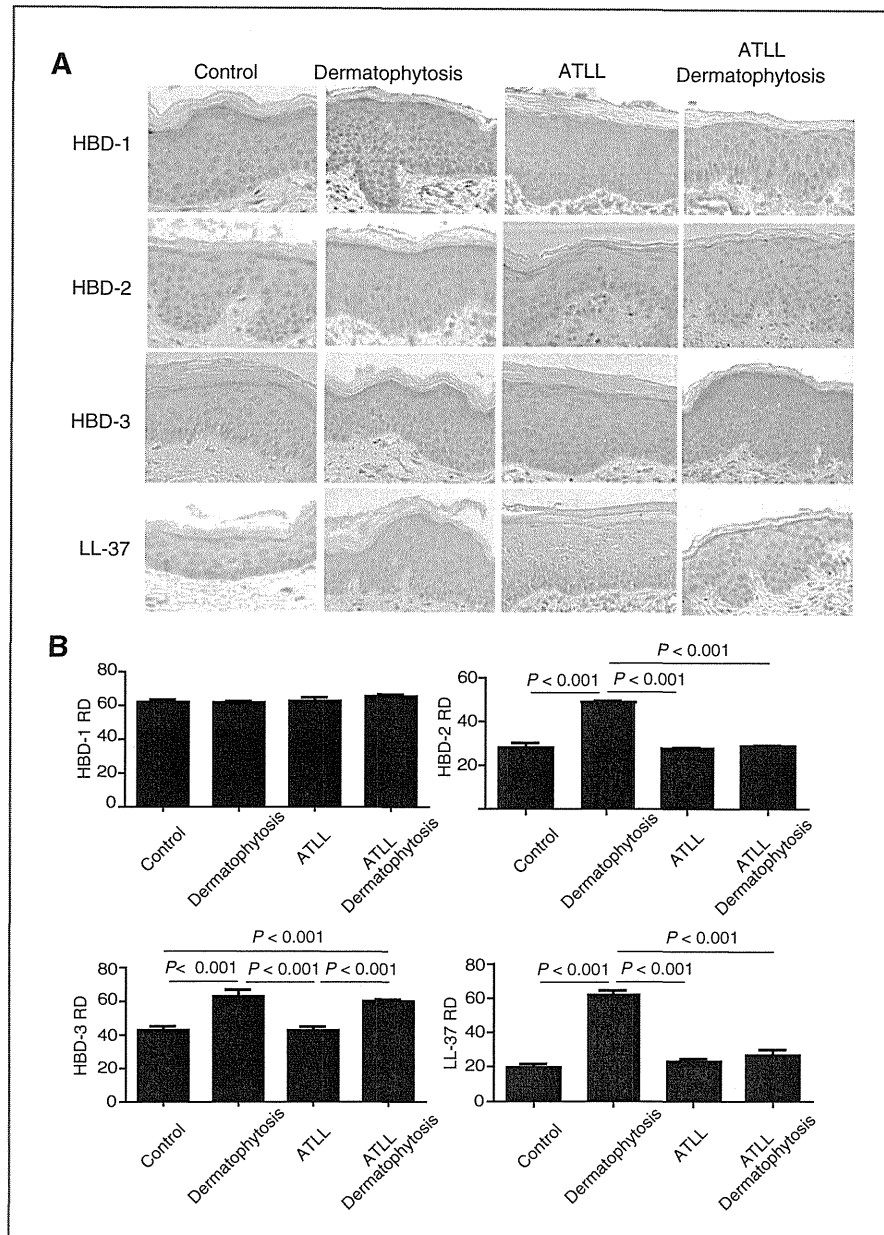 A
Control
Dermatophytosis
ATLL
ATLL
Dermatophytosis
HBD-1
HBD-2
HBD-3
LL-37
B
80
60
40
20
0
HBD-1 RD
Control
Dermatophytosis
ATLL
ATLL
Dermatophytosis
P < 0.001
P < 0.001
P < 0.001
60
40
20
HBD-2 RD
Control
Dermatophytosis
ATLL
ATLL
Dermatophytosis
P < 0.001
P< 0.001
P < 0.001
P < 0.001
80
60
40
20
0
HBD-3 RD
Control
Dermatophytosis
ATLL
ATLL
Dermatophytosis
P < 0.001
P < 0.001
P < 0.001
80
60
40
20
0
LL-37 RD
Control
Dermatophytosis
ATLL
ATLL
Dermatophytosis